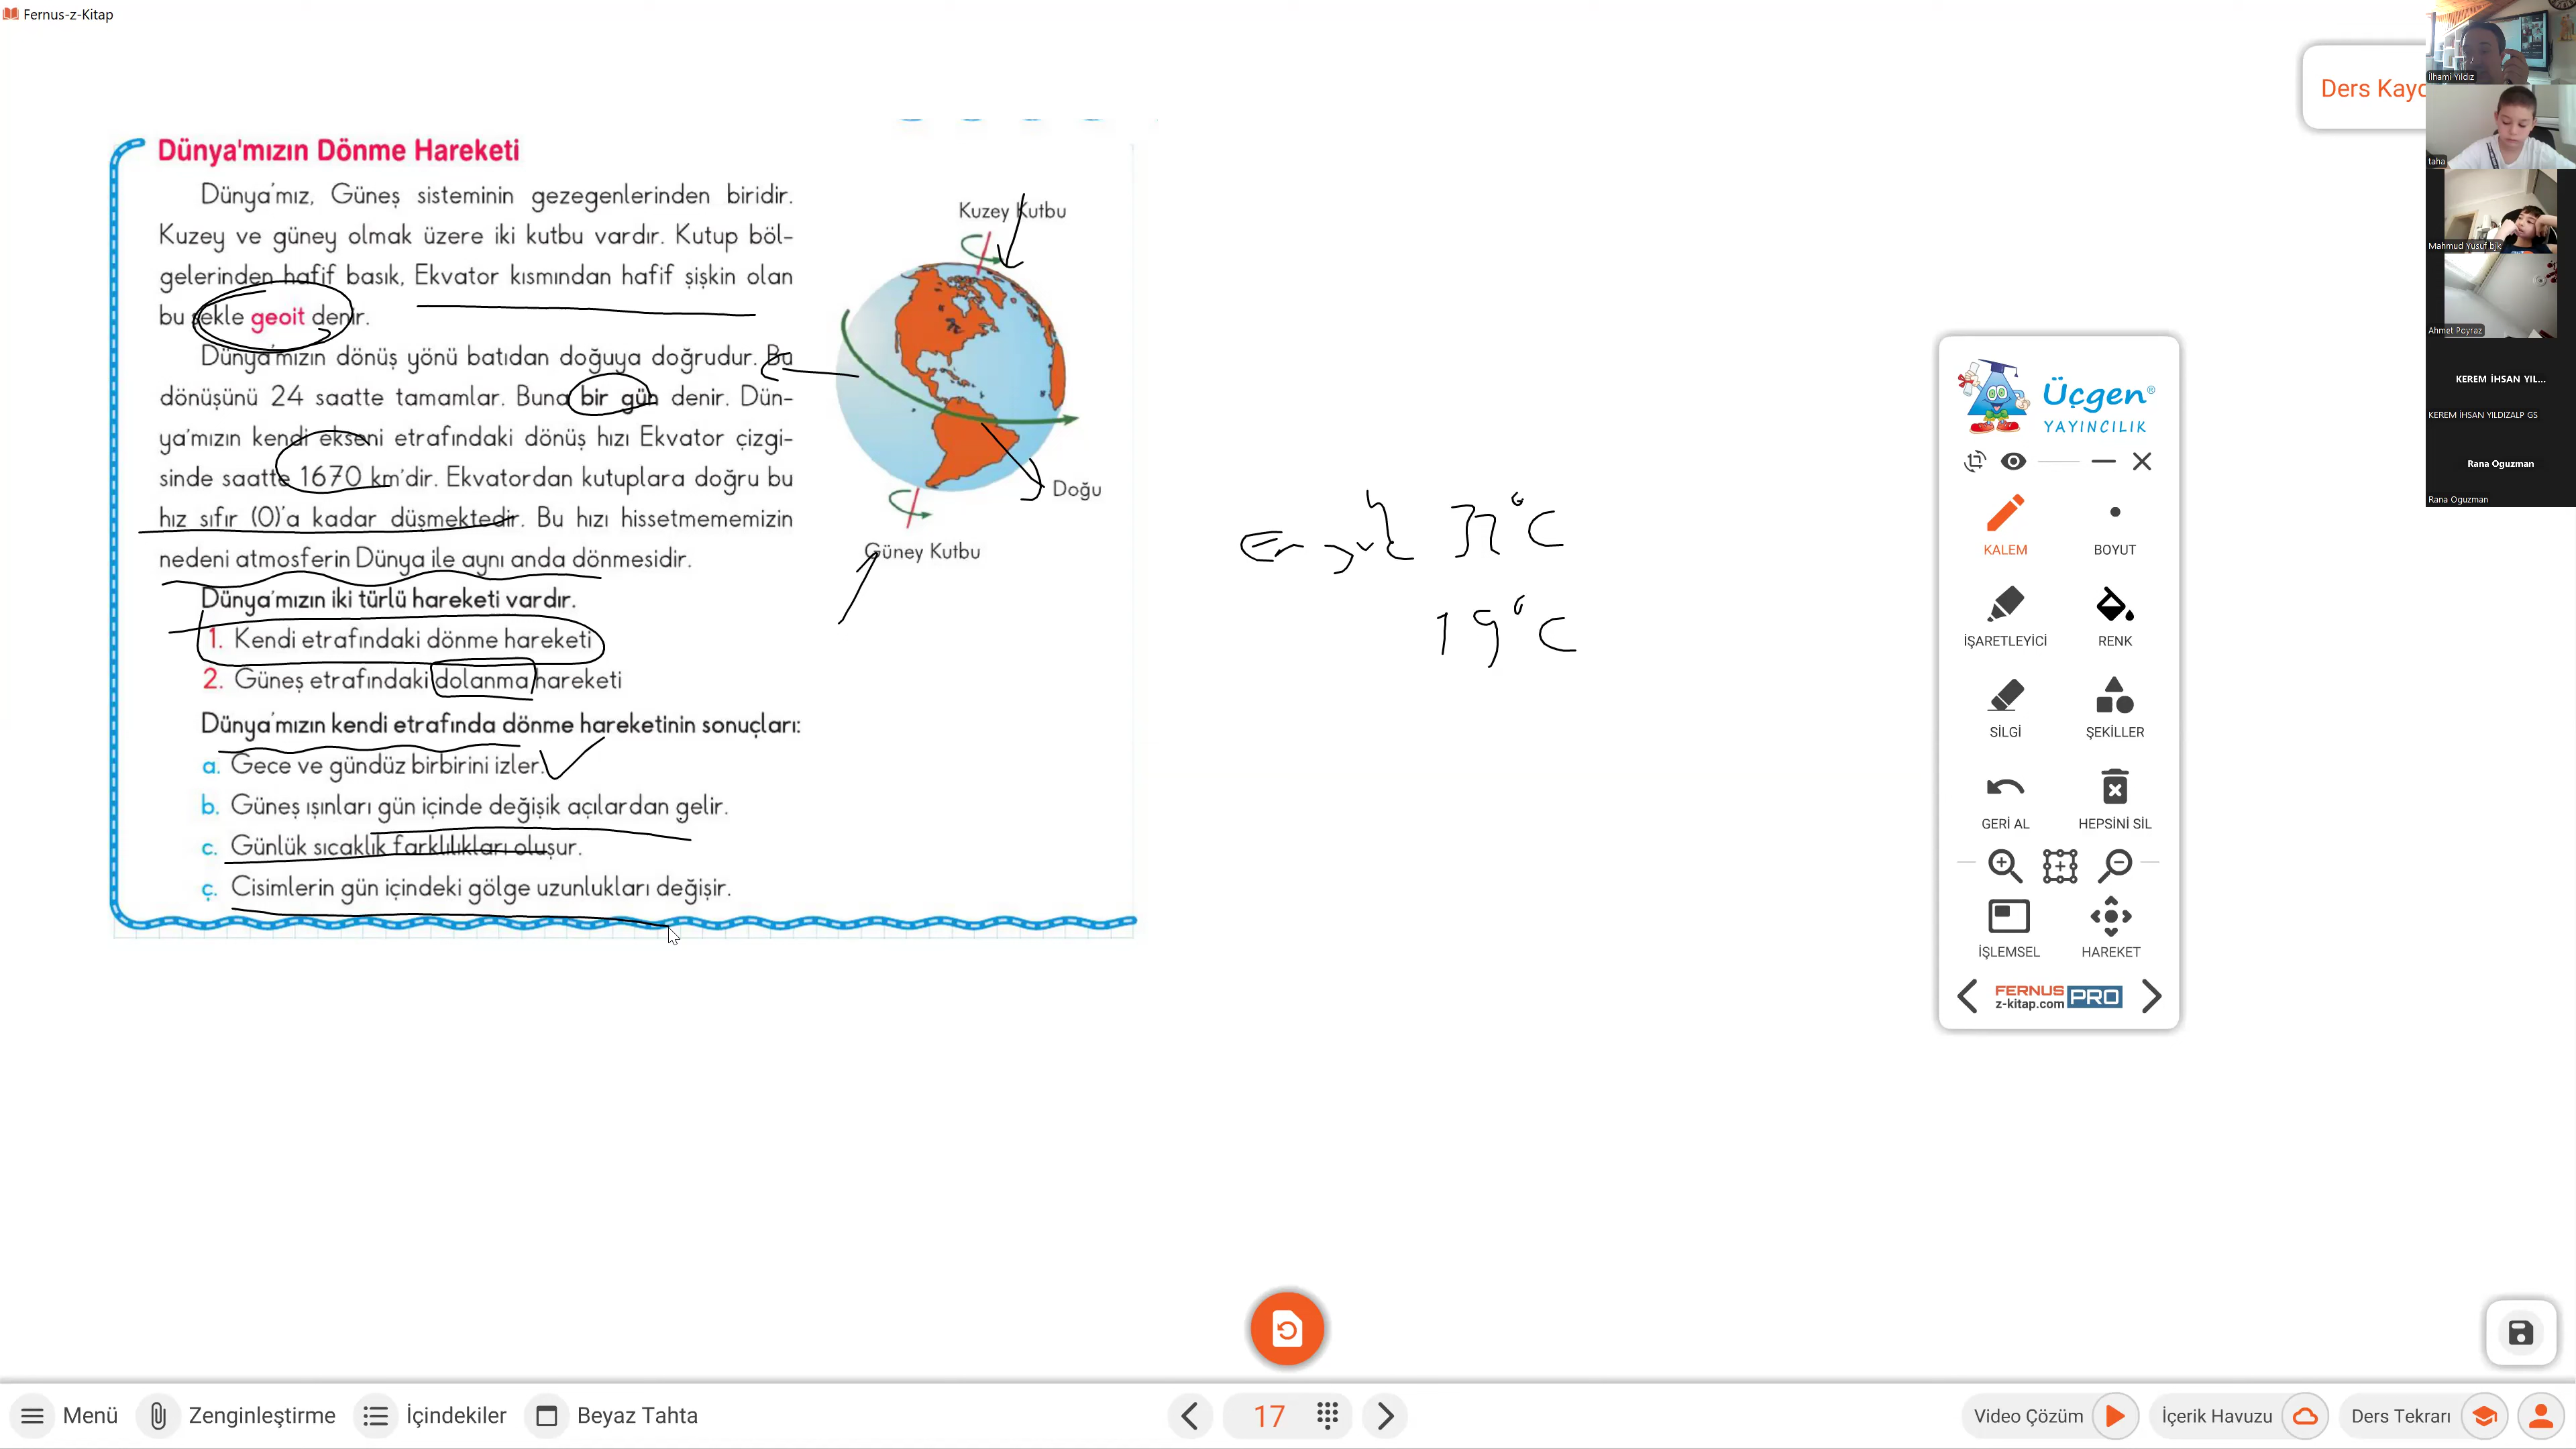 Fernus-z-Kitap
Ders Kayd
İlhami Yıldız
taha
Mahmud Yusuf bjk
Ahmet Poyraz
KEREM İHSAN YIL...
KEREM İHSAN YILDIZALP GS
Rana Oguzman
Rana Oguzman
Dünya'mızın Dönme Hareketi
Dünya'mız, Güneş sisteminin gezegenlerinden biridir.
Kuzey ve güney olmak üzere iki kutbu vardır. Kutup böl-
gelerinden hafif basık, Ekvator kısmından hafif şişkin olan
bu şekle geoit denir.
Dünya'mızın dönüş yönü batıdan doğuya doğrudur. Bu
dönüşünü 24 saatte tamamlar. Buna bir gün denir. Dün-
ya'mızın kendi ekseni etrafındaki dönüş hızı Ekvator çizgi-
sinde saatte 1670 km'dir. Ekvatordan kutuplara doğru bu
hız sıfır (0)'a kadar düşmektedir. Bu hızı hissetmememizin
nedeni atmosferin Dünya ile aynı anda dönmesidir.
Dünya'mızın iki türlü hareketi vardır.
1. Kendi etrafındaki dönme hareketi
2. Güneş etrafındaki dolanma hareketi
Dünya'mızın kendi etrafında dönme hareketinin sonuçları:
a. Gece ve gündüz birbirini izler.
b. Güneş ışınları gün içinde değişik açılardan gelir.
c. Günlük sıcaklık farklılıkları oluşur.
ç. Cisimlerin gün içindeki gölge uzunlukları değişir.
Kuzey Kutbu
Doğu
Güney Kutbu
°C
19°C
Üçgen®
YAYINCILIK
KALEM
BOYUT
İŞARETLEYİCİ
RENK
SİLGİ
ŞEKİLLER
GERİ AL
HEPSİNİ SİL
İŞLEMSEL
HAREKET
FERNUS
z-kitap.com PRO
Menü
Zenginleştirme
İçindekiler
Beyaz Tahta
17
Video Çözüm
İçerik Havuzu
Ders Tekrarı